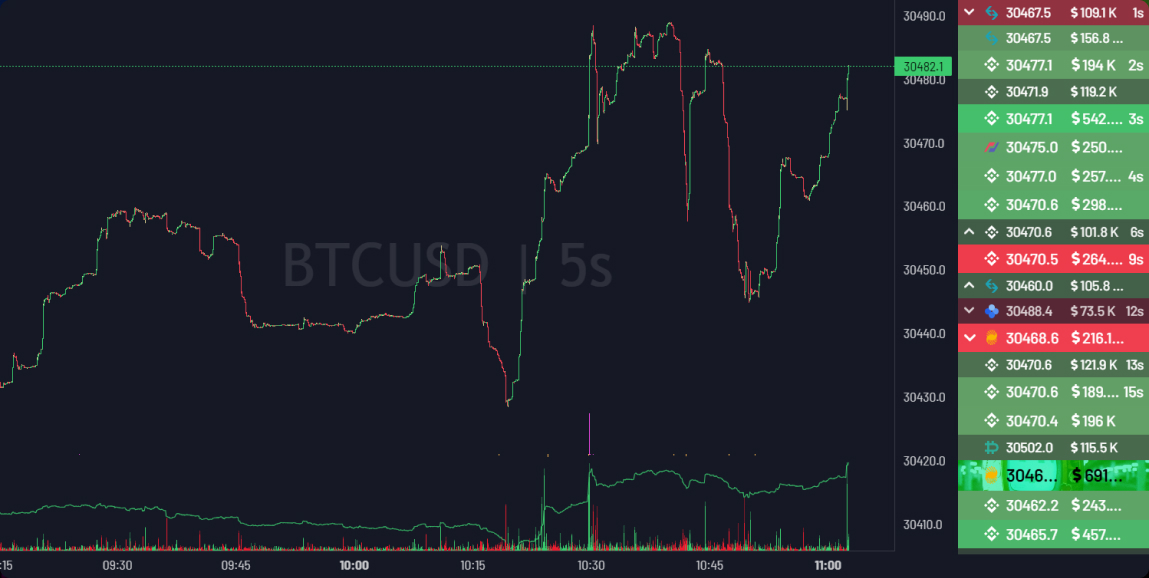 30490.0
30482.1
30480.0
30470.0
30460.0
30450.0
30440.0
30430.0
30420.0
30410.0
BTCUSD | 5s
:15 09:30 09:45 10:00 10:15 10:30 10:45 11:00
30467.5 $109.1 K 1s
30467.5 $156.8 ...
30477.1 $194 K 2s
30471.9 $119.2 K
30477.1 $542.... 3s
30475.0 $250....
30477.0 $257.... 4s
30470.6 $298....
30470.6 $101.8 K 6s
30470.5 $264.... 9s
30460.0 $105.8 ...
30488.4 $73.5 K 12s
30468.6 $216.1...
30470.6 $121.9 K 13s
30470.6 $189.... 15s
30470.4 $196 K
30502.0 $115.5 K
3046... $691...
30462.2 $243....
30465.7 $457....